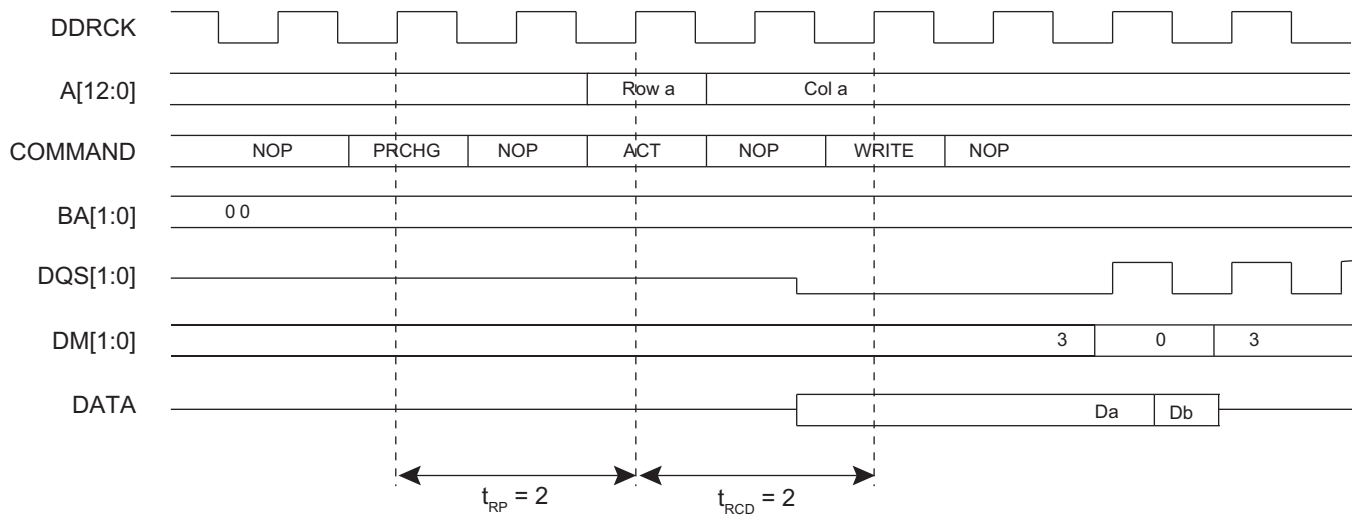 DDRCK
A[12:0] Row a Col a
COMMAND NOP PRCHG NOP ACT NOP WRITE NOP
BA[1:0] 0 0
DQS[1:0]
DM[1:0] 3 0 3
DATA Da Db
tRP = 2 tRCD = 2